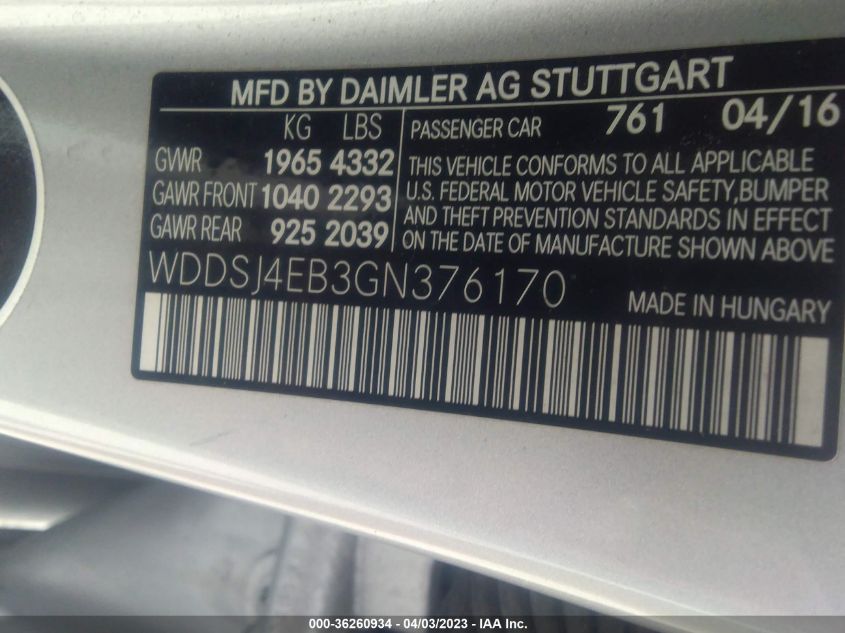 MFD BY DAIMLER AG STUTTGART
KG LBS
GVWR 1965 4332
GAWR FRONT 1040 2293
GAWR REAR 925 2039
PASSENGER CAR 761 04/16
THIS VEHICLE CONFORMS TO ALL APPLICABLE
U.S. FEDERAL MOTOR VEHICLE SAFETY,BUMPER
AND THEFT PREVENTION STANDARDS IN EFFECT
ON THE DATE OF MANUFACTURE SHOWN ABOVE
WDDSJ4EB3GN376170
MADE IN HUNGARY
000-36260934 - 04/03/2023 - IAA Inc.